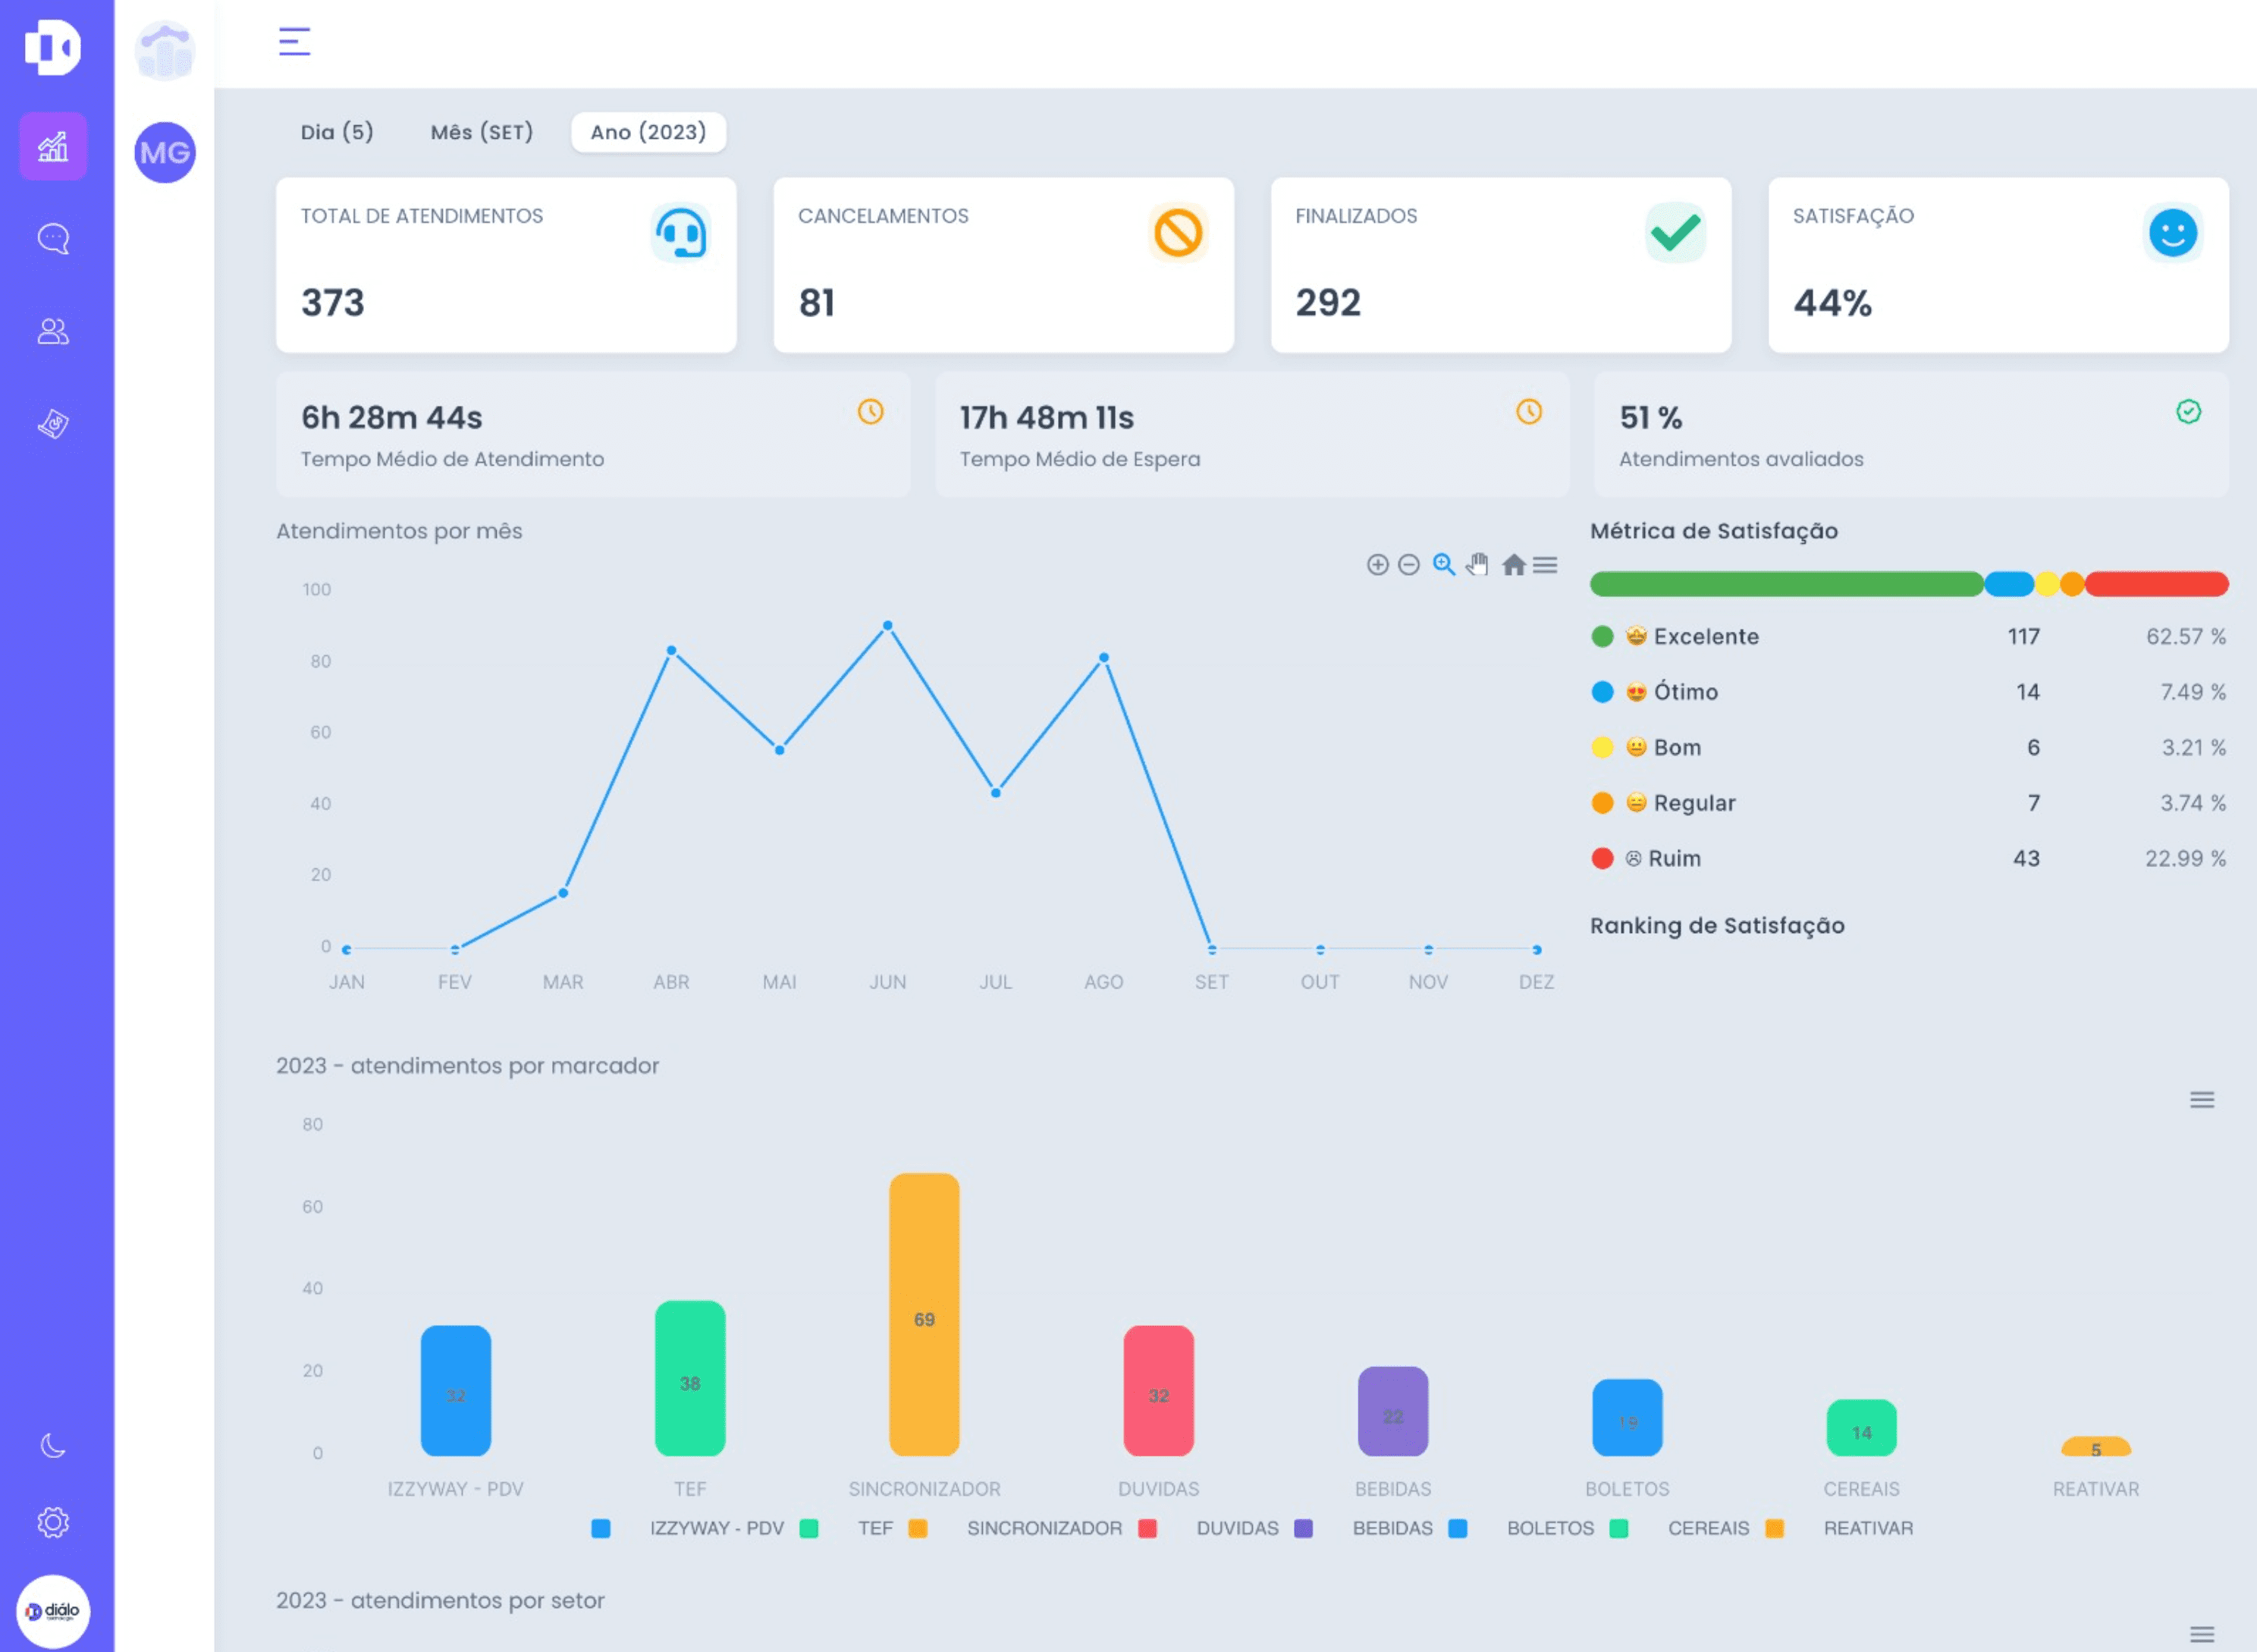 Dia (5) Mês (SET) Ano (2023)
MG
TOTAL DE ATENDIMENTOS
373
CANCELAMENTOS
81
FINALIZADOS
292
SATISFAÇÃO
44%
6h 28m 44s
Tempo Médio de Atendimento
17h 48m 11s
Tempo Médio de Espera
51 %
Atendimentos avaliados
Atendimentos por mês
100
80
60
40
20
0
JAN FEV MAR ABR MAI JUN JUL AGO SET OUT NOV DEZ
Métrica de Satisfação
Excelente 117 62.57 %
Ótimo 14 7.49 %
Bom 6 3.21 %
Regular 7 3.74 %
Ruim 43 22.99 %
Ranking de Satisfação
2023 - atendimentos por marcador
80
60
40
20
0
32 38 69 32 22 19 14 5
IZZYWAY - PDV TEF SINCRONIZADOR DUVIDAS BEBIDAS BOLETOS CEREAIS REATIVAR
IZZYWAY - PDV TEF SINCRONIZADOR DUVIDAS BEBIDAS BOLETOS CEREAIS REATIVAR
2023 - atendimentos por setor
diálo